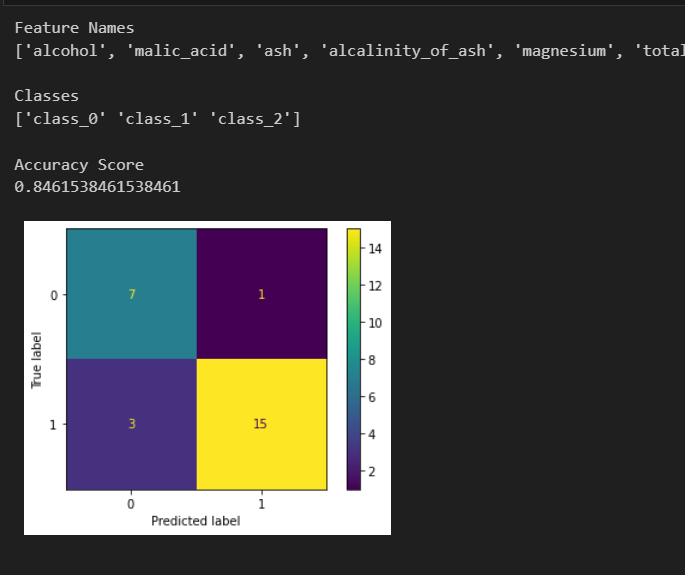 Feature Names
['alcohol', 'malic_acid', 'ash', 'alcalinity_of_ash', 'magnesium', 'total

Classes
['class_0' 'class_1' 'class_2']

Accuracy Score
0.8461538461538461

14
12
10
8
6
4
2
True label
0
7
1
1
3
15
0
1
Predicted label